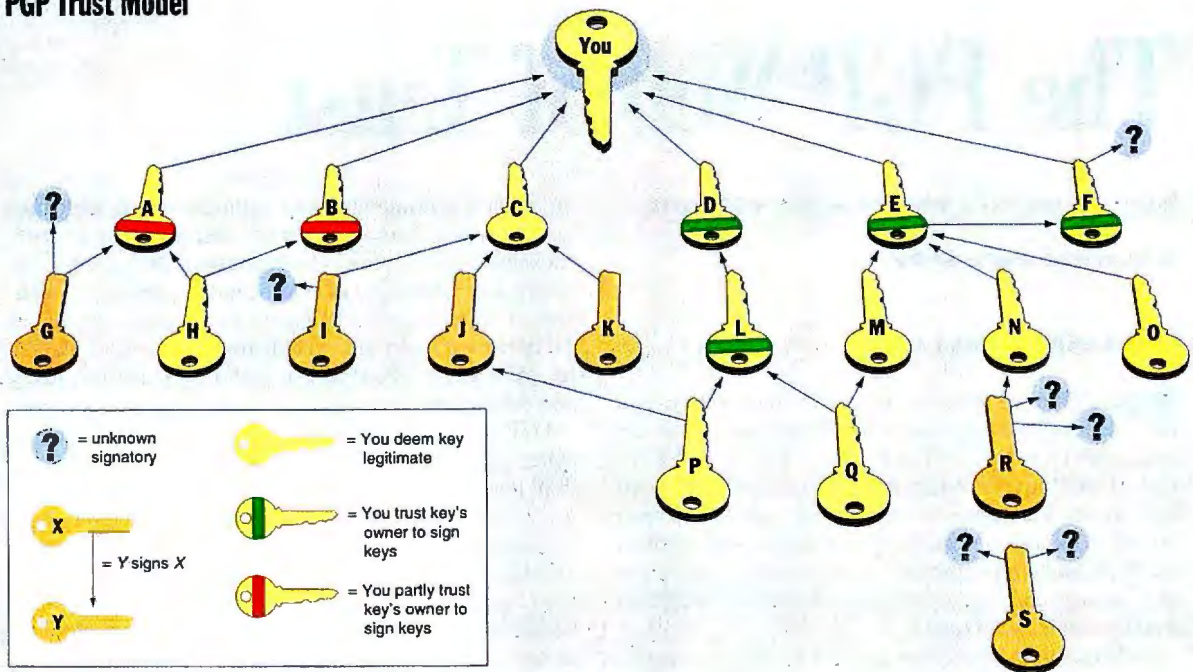 PGP Trust Model
You
?
?
A
B
C
D
E
F
?
G
H
I
J
K
L
M
N
O
?
?
P
Q
R
?
?
S
? = unknown
signatory
X
= Y signs X
Y
= You deem key
legitimate
= You trust key's
owner to sign
keys
= You partly trust
key's owner to
sign keys